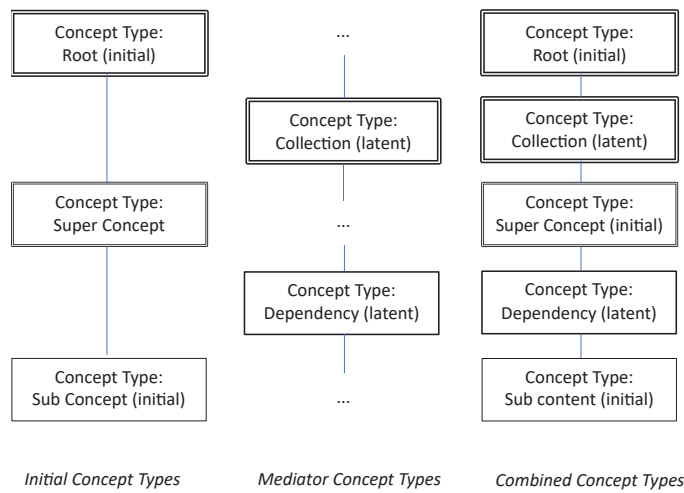 Concept Type:
Root (initial)
Concept Type:
Super Concept
Concept Type:
Sub Concept (initial)
Initial Concept Types
...
Concept Type:
Collection (latent)
...
Concept Type:
Dependency (latent)
...
Mediator Concept Types
Concept Type:
Root (initial)
Concept Type:
Collection (latent)
Concept Type:
Super Concept (initial)
Concept Type:
Dependency (latent)
Concept Type:
Sub content (initial)
Combined Concept Types